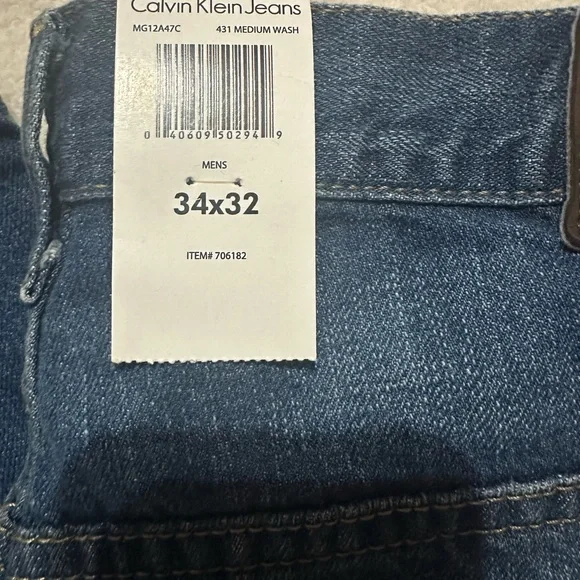 Calvin Klein Jeans
MG12A47C 431 MEDIUM WASH
0 40609 50294 9
MENS
34x32
ITEM# 706182